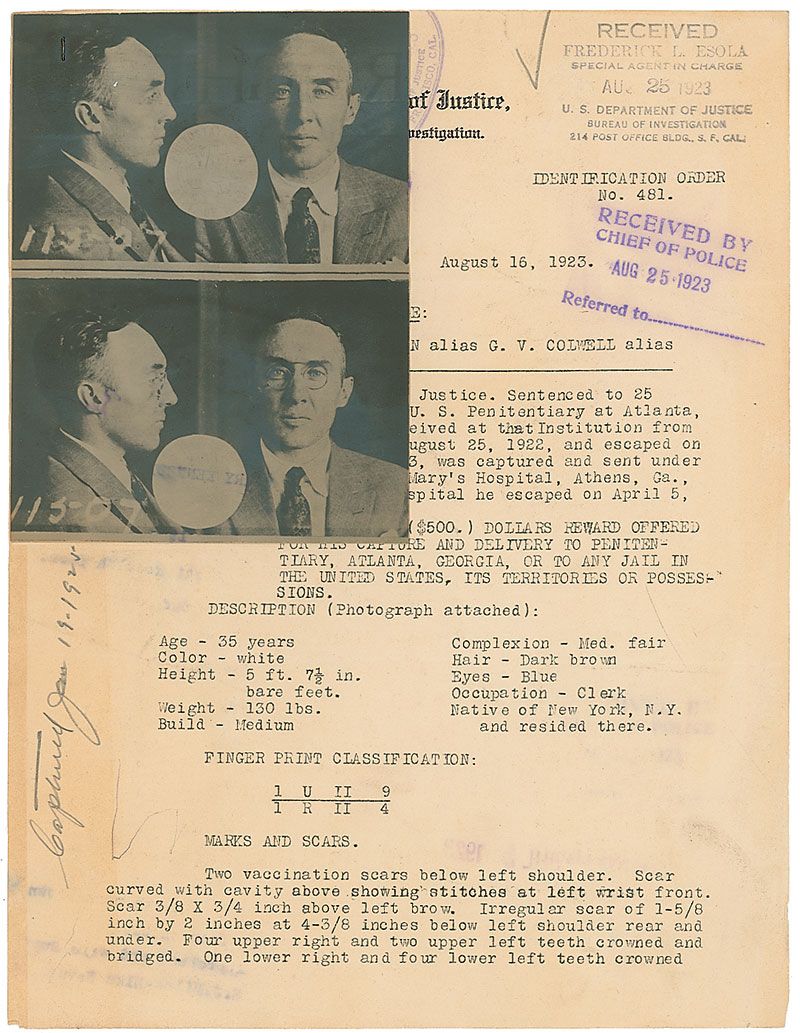 RECEIVED
FREDERICK L. ESOLA
SPECIAL AGENT IN CHARGE
AUG 25 1923
U. S. DEPARTMENT OF JUSTICE
BUREAU OF INVESTIGATION
214 POST OFFICE BLDG., S. F. CAL.
of Justice,
vestigation.
IDENTIFICATION ORDER
No. 481.
RECEIVED BY
CHIEF OF POLICE
AUG 25 1923
Referred to
August 16, 1923.
E:
N alias G. V. COLWELL alias
Justice. Sentenced to 25
U. S. Penitentiary at Atlanta,
eived at that Institution from
ugust 25, 1922, and escaped on
3, was captured and sent under
Mary's Hospital, Athens, Ga.,
spital he escaped on April 5,
($500.) DOLLARS REWARD OFFERED
FOR HIS CAPTURE AND DELIVERY TO PENITEN-
TIARY, ATLANTA, GEORGIA, OR TO ANY JAIL IN
THE UNITED STATES, ITS TERRITORIES OR POSSES-
SIONS.
DESCRIPTION (Photograph attached):
Age - 35 years
Color - white
Height - 5 ft. 7½ in.
bare feet.
Weight - 130 lbs.
Build - Medium
Complexion - Med. fair
Hair - Dark brown
Eyes - Blue
Occupation - Clerk
Native of New York, N.Y.
and resided there.
FINGER PRINT CLASSIFICATION:
1 U II 9
1 R II 4
MARKS AND SCARS.
Two vaccination scars below left shoulder. Scar
curved with cavity above showing stitches at left wrist front.
Scar 3/8 X 3/4 inch above left brow. Irregular scar of 1-5/8
inch by 2 inches at 4-3/8 inches below left shoulder rear and
under. Four upper right and two upper left teeth crowned and
bridged. One lower right and four lower left teeth crowned
Captured Jan 19-1925